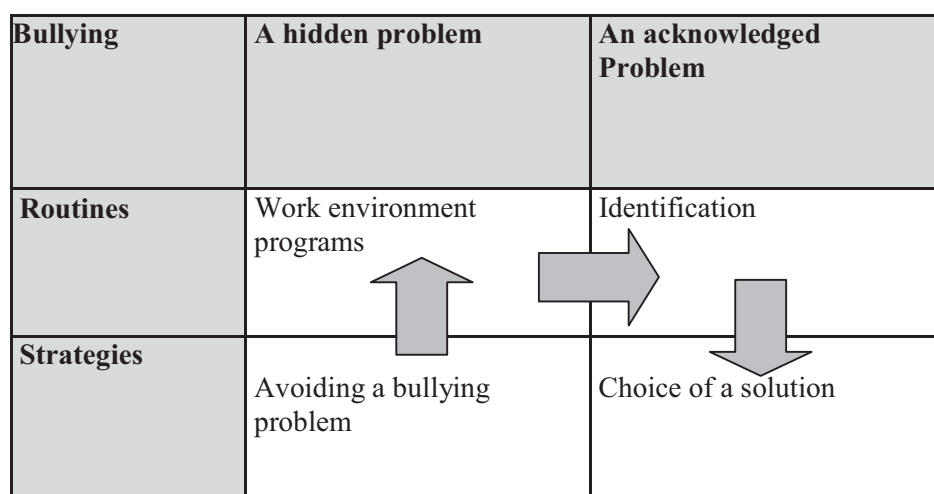 Bullying
A hidden problem
An acknowledged
Problem
Routines
Work environment
programs
Identification
Strategies
Avoiding a bullying
problem
Choice of a solution